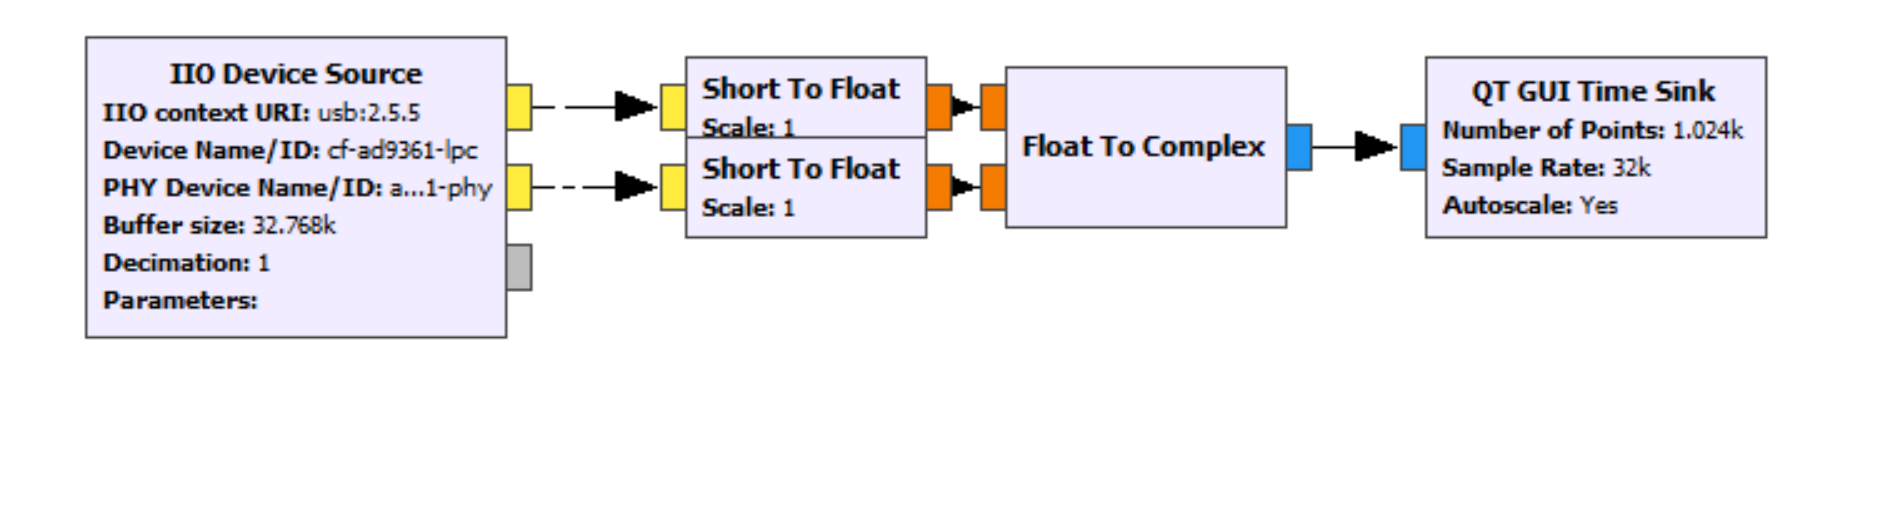 IIO Device Source
IIO context URI: usb:2.5.5
Device Name/ID: cf-ad9361-lpc
PHY Device Name/ID: a...1-phy
Buffer size: 32.768k
Decimation: 1
Parameters:
Short To Float
Scale: 1
Short To Float
Scale: 1
Float To Complex
QT GUI Time Sink
Number of Points: 1.024k
Sample Rate: 32k
Autoscale: Yes